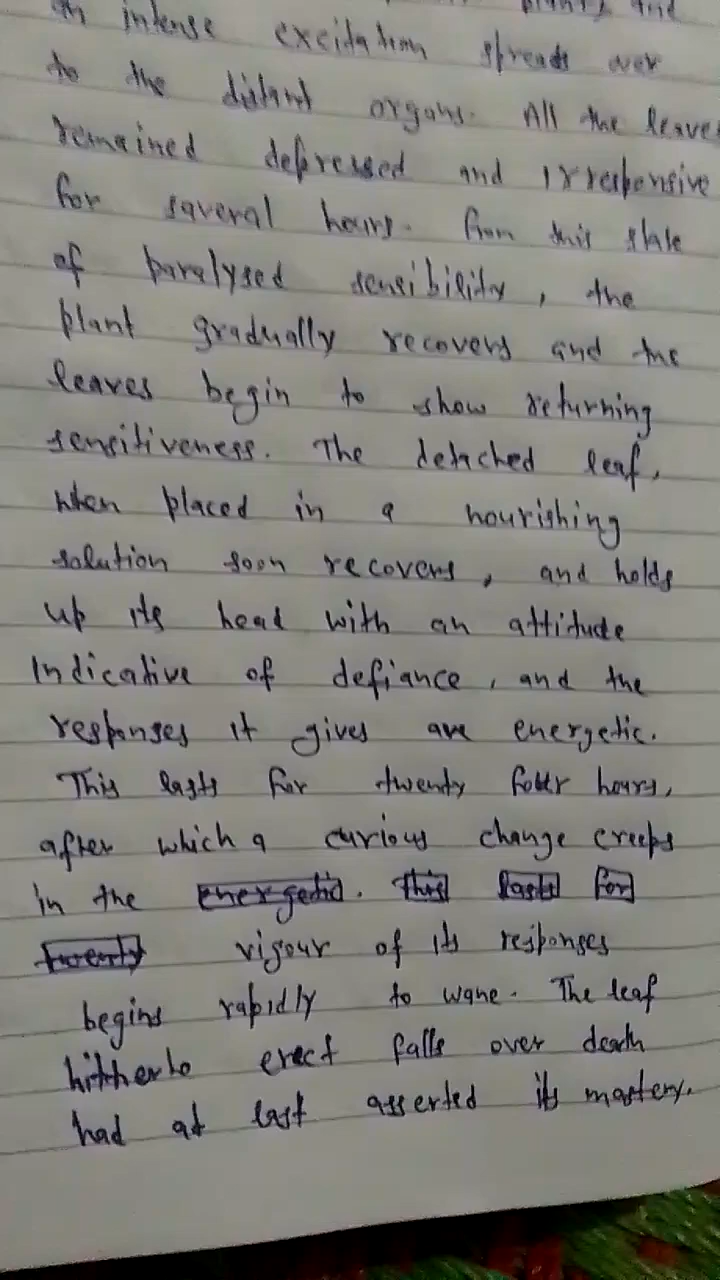 an intense excitation spreads over
to the distant organs. All the leaves
remained depressed and irresponsive
for saveral hours. From this state
of paralysed sensibility, the
plant gradually recovers and the
leaves begin to show returning
sensitiveness. The detached leaf,
when placed in a nourishing
solution soon recovers, and holds
up its head with an attitude
indicative of defiance, and the
responses it gives are energetic.
This lasts for twenty four hours,
after which a curious change creeps
in the energetic. This lasts for
twenty vigour of its responses
begins rapidly to wane. The leaf
hittherto erect falls over death
had at last asserted its mastery.